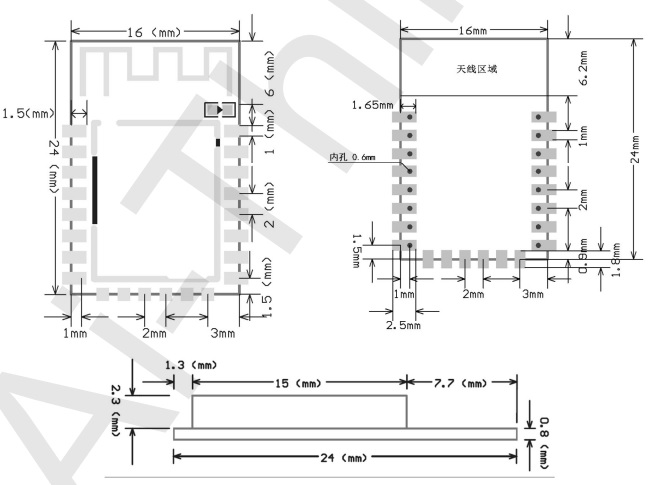 16 (mm)
6 (mm)
1.5(mm)
24 (mm)
1 (mm)
2 (mm)
1.5 (mm)
1mm
2mm
3mm
16mm
天线区域
6.2mm
1.65mm
1mm
内孔 0.6mm
24mm
2mm
1.5mm
0.9mm
1.8mm
1mm
2mm
3mm
2.5mm
1.3 (mm)
15 (mm)
7.7 (mm)
2.3 (mm)
0.8 (mm)
24 (mm)
Ai-Thin